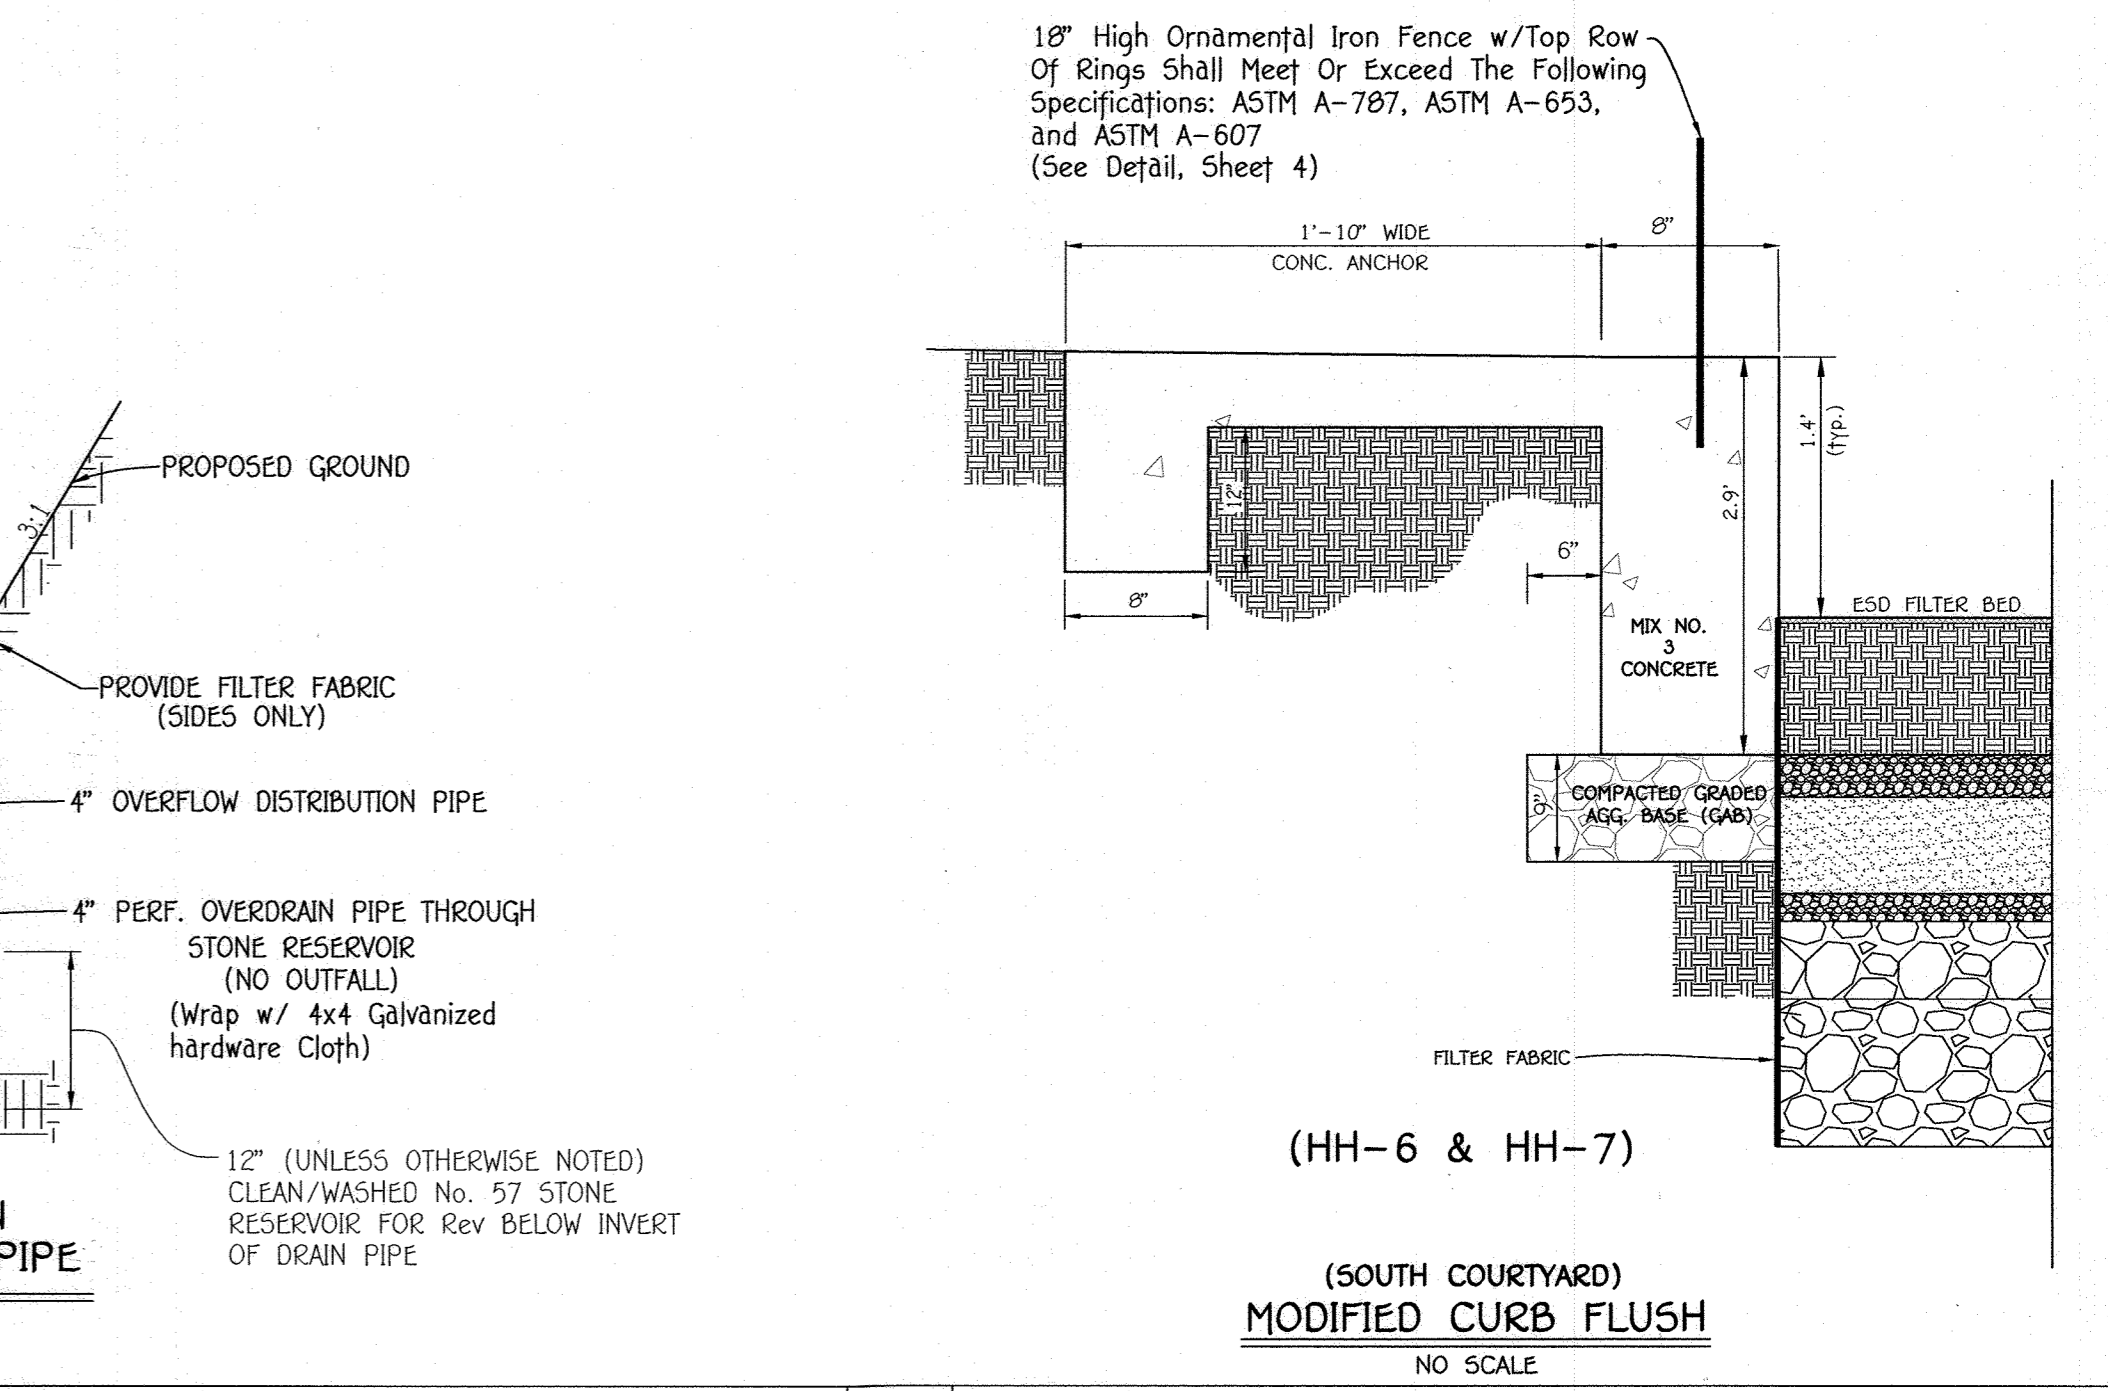 3:1
PROPOSED GROUND
PROVIDE FILTER FABRIC
(SIDES ONLY)
4" OVERFLOW DISTRIBUTION PIPE
4" PERF. OVERDRAIN PIPE THROUGH
STONE RESERVOIR
(NO OUTFALL)
(Wrap w/ 4x4 Galvanized
hardware Cloth)
12" (UNLESS OTHERWISE NOTED)
CLEAN/WASHED No. 57 STONE
RESERVOIR FOR Rev BELOW INVERT
OF DRAIN PIPE
PIPE
18" High Ornamental Iron Fence w/Top Row
Of Rings Shall Meet Or Exceed The Following
Specifications: ASTM A-787, ASTM A-653,
and ASTM A-607
(See Detail, Sheet 4)
1'-10" WIDE
CONC. ANCHOR
8"
12"
8"
6"
2.9'
1.4'
(typ.)
MIX NO.
3
CONCRETE
ESD FILTER BED
9"
COMPACTED GRADED
AGG. BASE (GAB)
FILTER FABRIC
(HH-6 & HH-7)
(SOUTH COURTYARD)
MODIFIED CURB FLUSH
NO SCALE